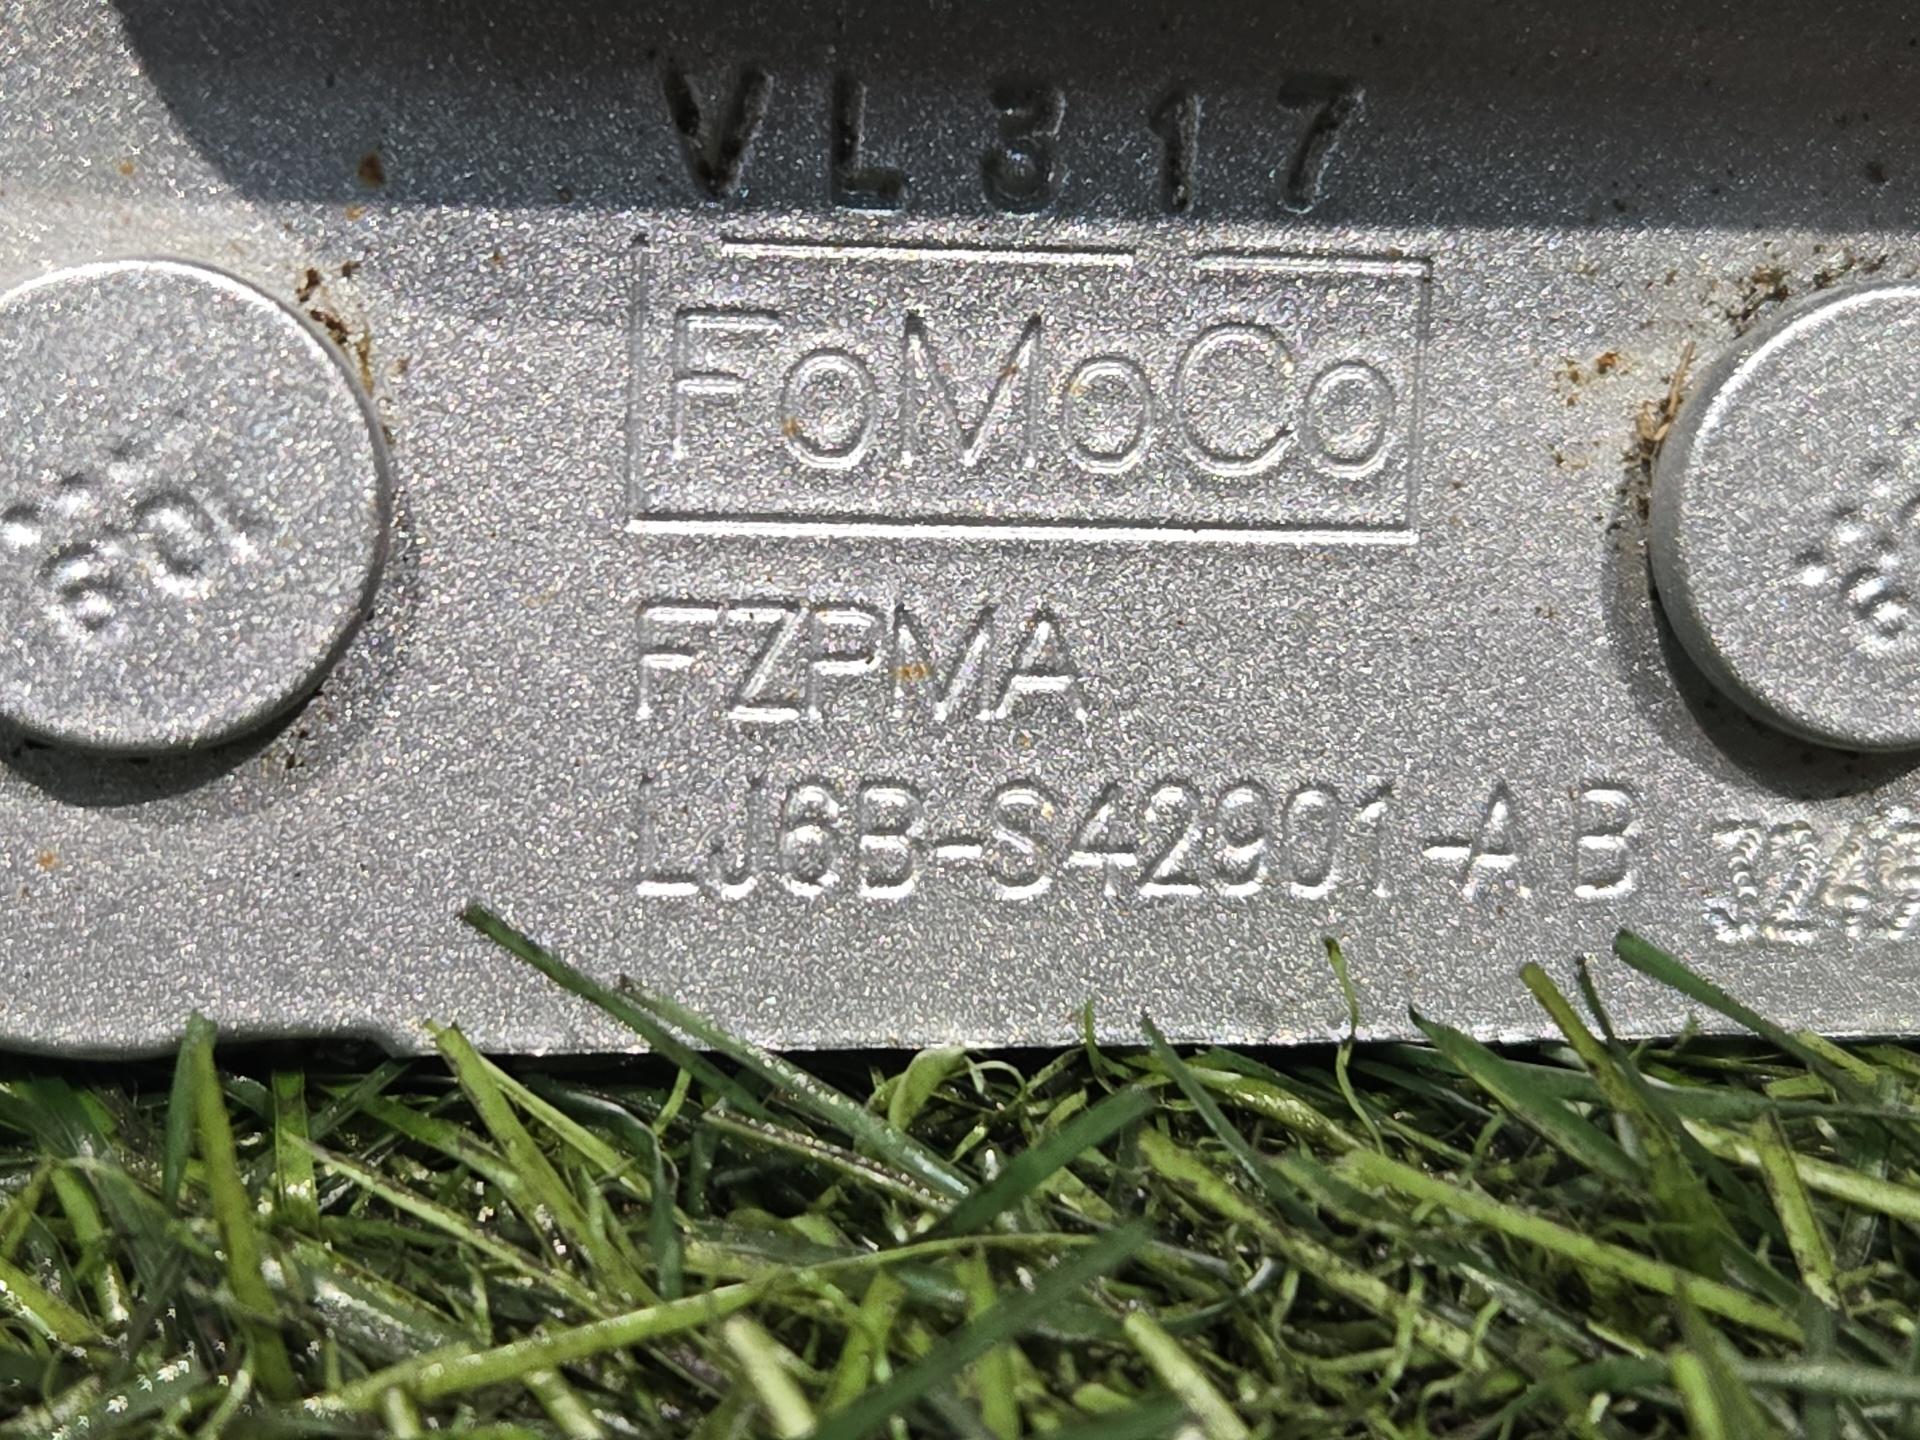 VL317
FoMoCo
FZPMA
LJ6B-S42901-AB